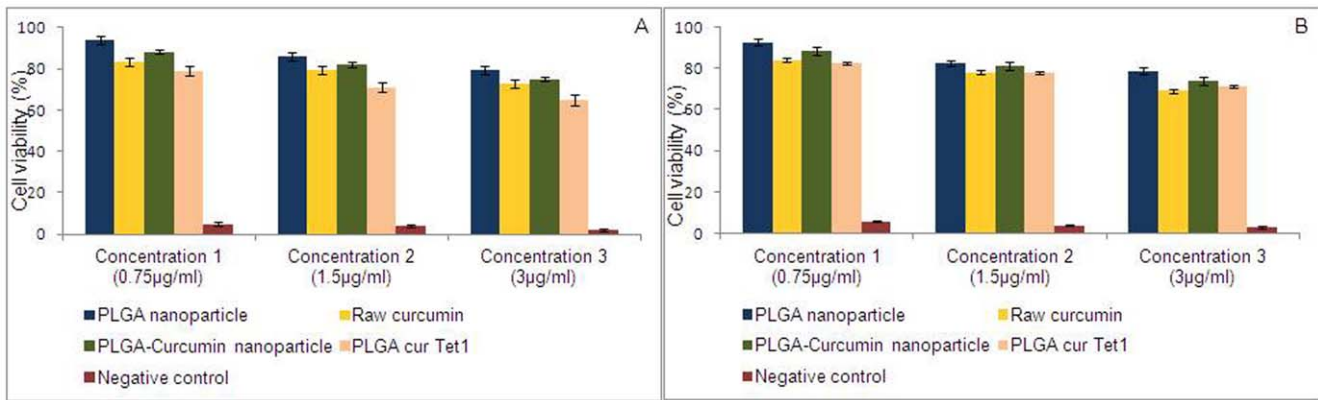 A
100
80
60
40
20
0
Cell viability (%)
Concentration 1
(0.75µg/ml)
Concentration 2
(1.5µg/ml)
Concentration 3
(3µg/ml)
PLGA nanoparticle
Raw curcumin
PLGA-Curcumin nanoparticle
PLGA cur Tet1
Negative control
B
100
80
60
40
20
0
Cell viability (%)
Concentration 1
(0.75µg/ml)
Concentration 2
(1.5µg/ml)
Concentration 3
(3µg/ml)
PLGA nanoparticle
Raw curcumin
PLGA-Curcumin nanoparticle
PLGA cur Tet1
Negative control